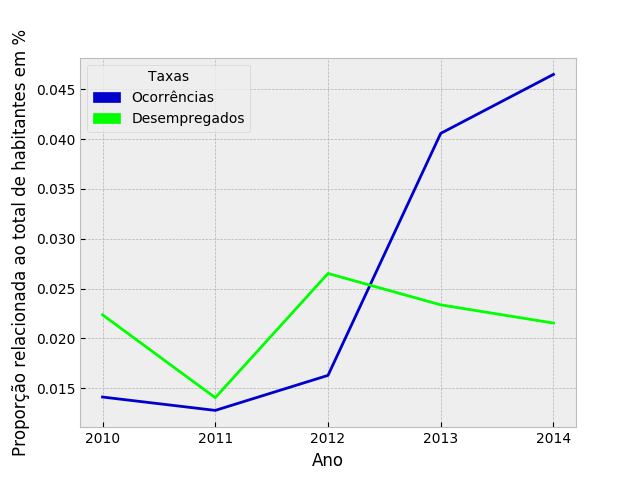 Proporção relacionada ao total de habitantes em %
0.045
0.040
0.035
0.030
0.025
0.020
0.015
Taxas
Ocorrências
Desempregados
2010 2011 2012 2013 2014
Ano